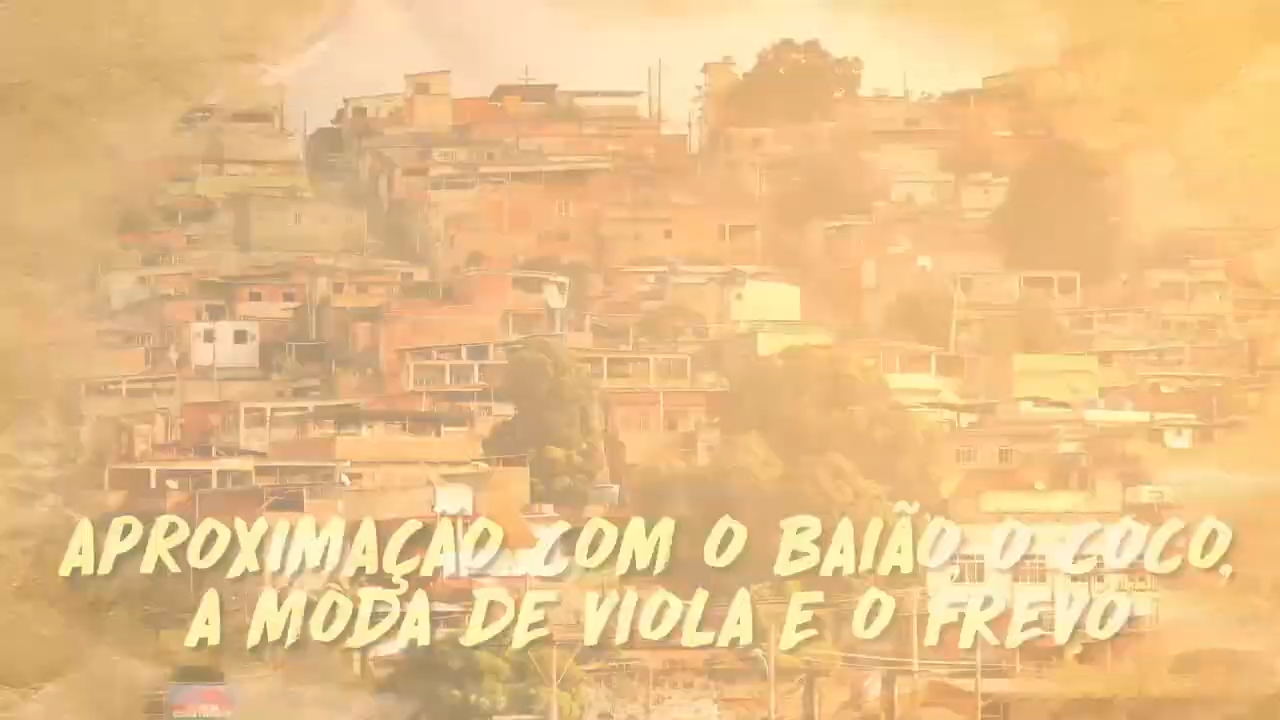 APROXIMAÇÃO COM O BAIÃO, O COCO,
A MODA DE VIOLA E O FREVO